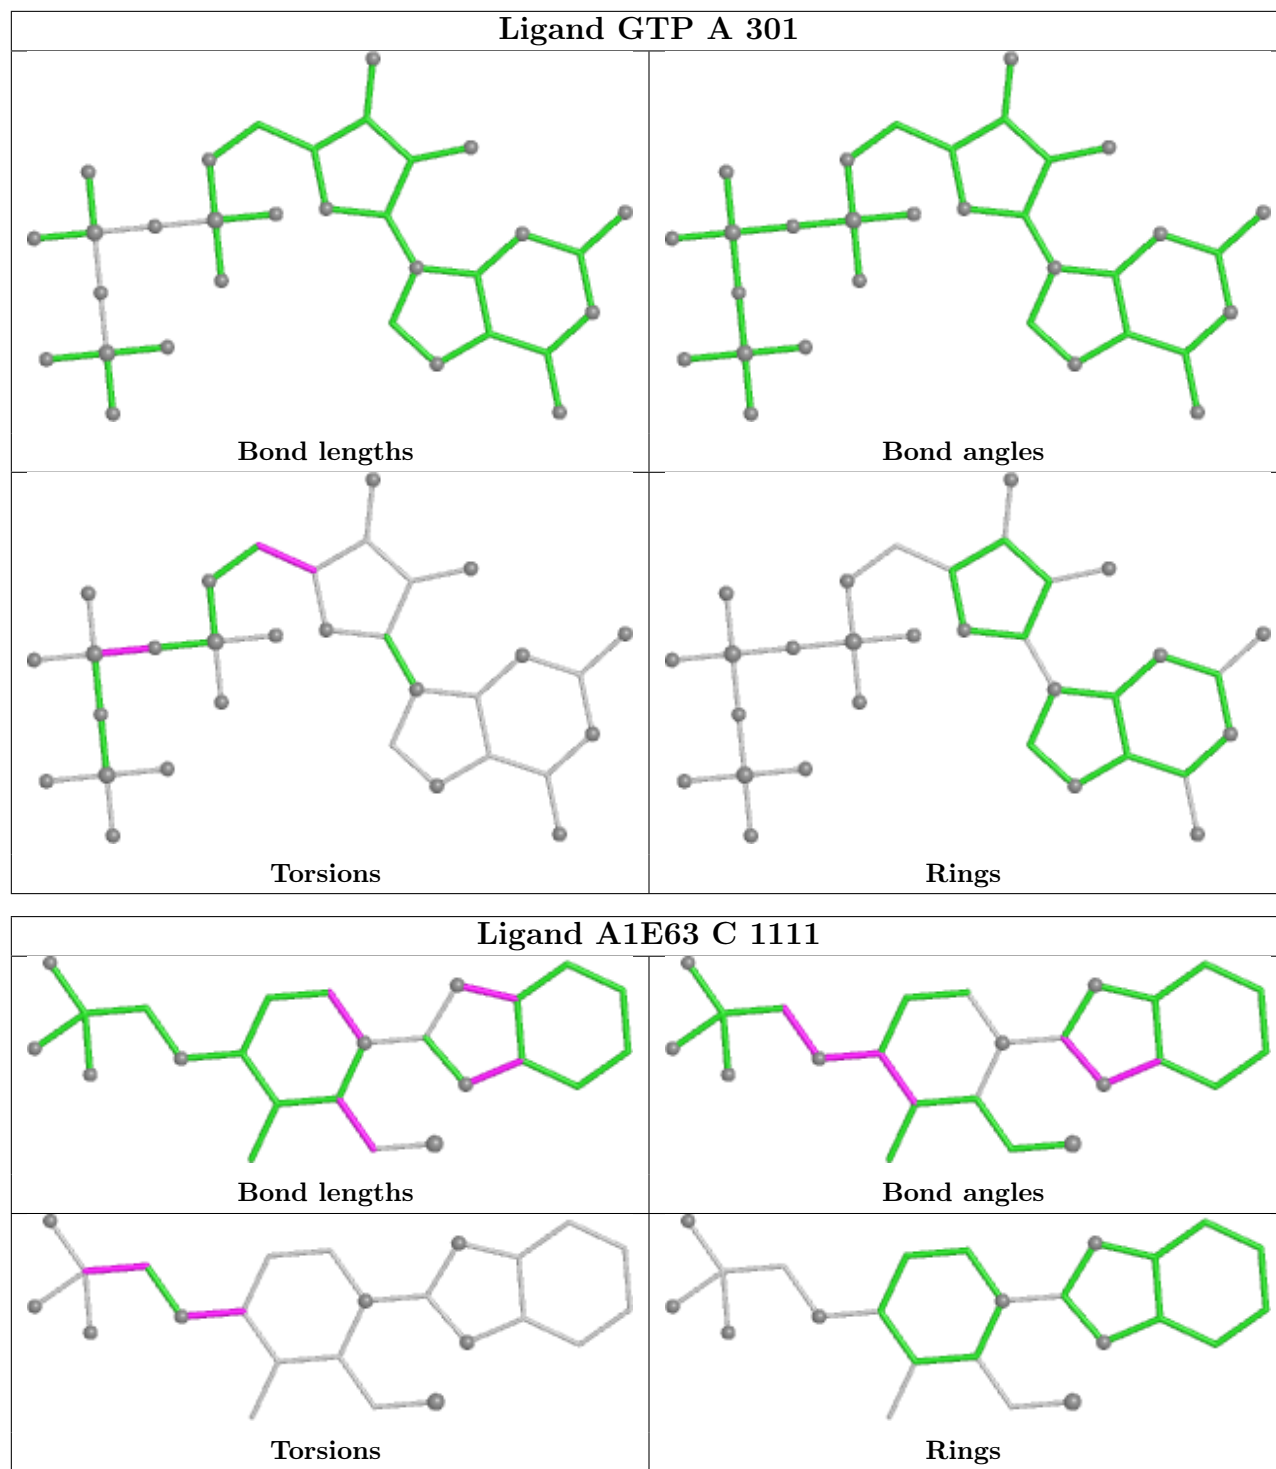 Ligand GTP A 301
Bond lengths
Bond angles
Torsions
Rings
Ligand A1E63 C 1111
Bond lengths
Bond angles
Torsions
Rings